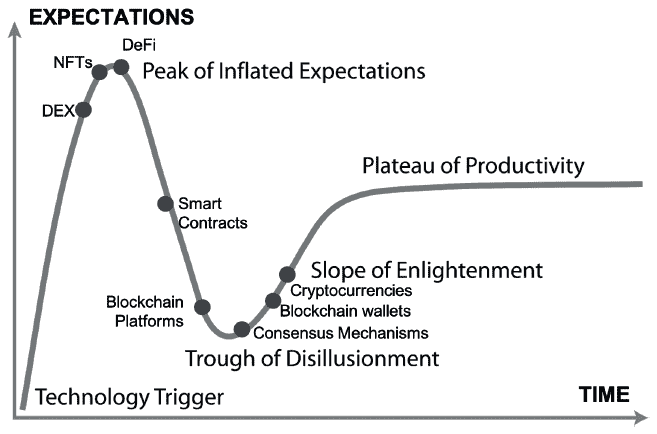 EXPECTATIONS
DeFi
NFTs
Peak of Inflated Expectations
DEX
Plateau of Productivity
Smart
Contracts
Slope of Enlightenment
Cryptocurrencies
Blockchain
Platforms
Blockchain wallets
Consensus Mechanisms
Trough of Disillusionment
Technology Trigger
TIME